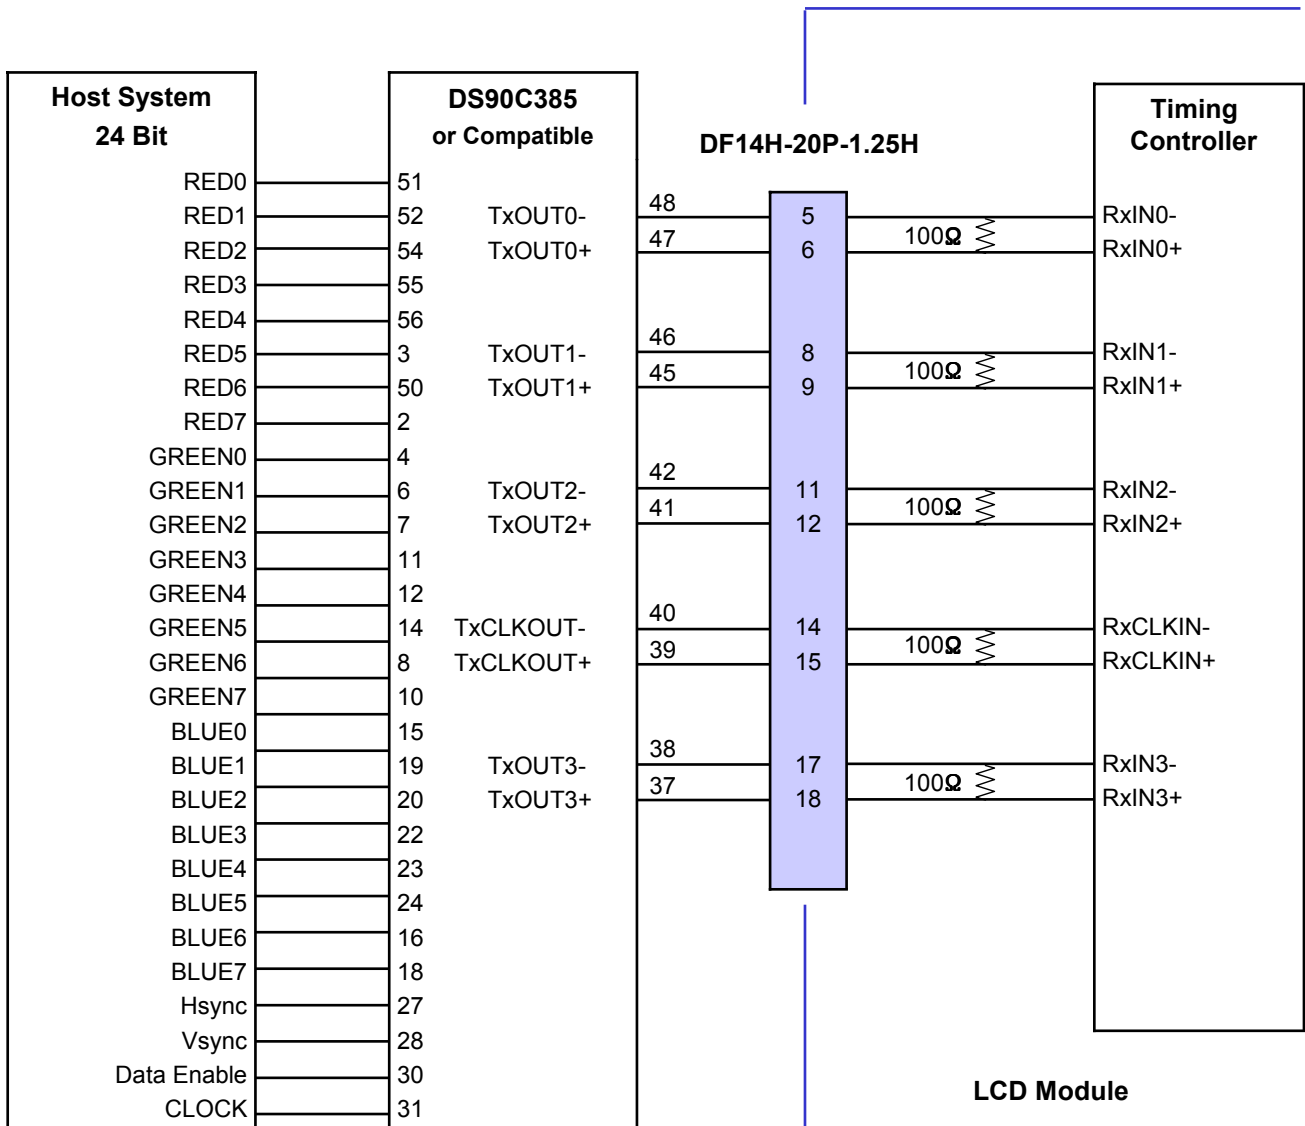 Host System
24 Bit
DS90C385
or Compatible
DF14H-20P-1.25H
Timing
Controller
RED0 51
RED1 52 TxOUT0- 48 5 RxIN0-
100Ω
RED2 54 TxOUT0+ 47 6 RxIN0+
RED3 55
RED4 56
RED5 3 TxOUT1- 46 8 RxIN1-
100Ω
RED6 50 TxOUT1+ 45 9 RxIN1+
RED7 2
GREEN0 4
GREEN1 6 TxOUT2- 42 11 RxIN2-
100Ω
GREEN2 7 TxOUT2+ 41 12 RxIN2+
GREEN3 11
GREEN4 12
GREEN5 14 TxCLKOUT- 40 14 RxCLKIN-
100Ω
GREEN6 8 TxCLKOUT+ 39 15 RxCLKIN+
GREEN7 10
BLUE0 15
BLUE1 19 TxOUT3- 38 17 RxIN3-
100Ω
BLUE2 20 TxOUT3+ 37 18 RxIN3+
BLUE3 22
BLUE4 23
BLUE5 24
BLUE6 16
BLUE7 18
Hsync 27
Vsync 28
Data Enable 30
CLOCK 31
LCD Module